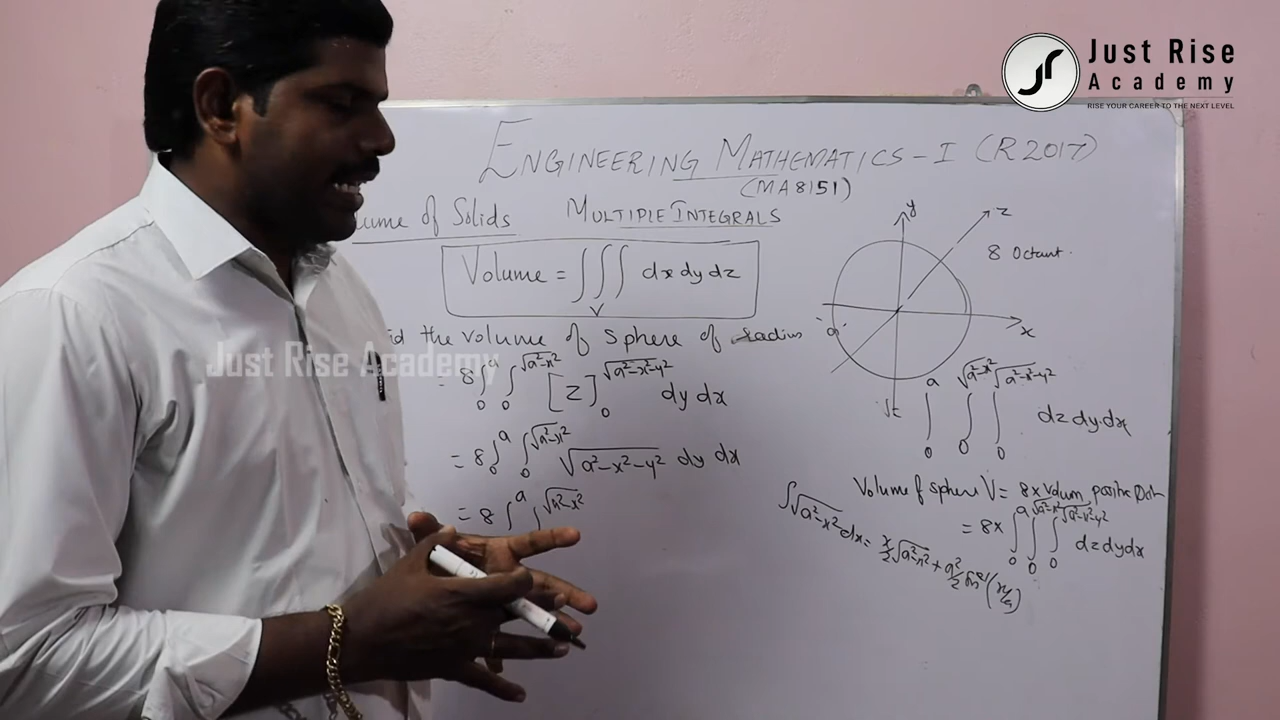 Just Rise
Academy
RISE YOUR CAREER TO THE NEXT LEVEL
ENGINEERING MATHEMATICS - I (R2017)
(MA8151)
ume of Solids MULTIPLE INTEGRALS
Volume = ∭ dx dy dz
V
id the volume of sphere of radius
Just Rise Academy
= 8 ∫₀^a ∫₀^√(a²-x²) [z]₀^√(a²-x²-y²) dy dx
= 8 ∫₀^a ∫₀^√(a²-x²) √(a²-x²-y²) dy dx
= 8 ∫^a ∫^√(a²-x²)
y
z
8 Octant.
x
'a'
∫₀^a ∫₀^√(a²-x²) ∫₀^√(a²-x²-y²) dz dy dx
Volume of sphere V = 8 x Volum positive
= 8x ∫₀^a ∫₀^√(a²-x²) ∫₀^√(a²-x²-y²) dz dy dx
∫√(a²-x²) dx = x/2 √(a²-x²) + a²/2 sin⁻¹(x/a)